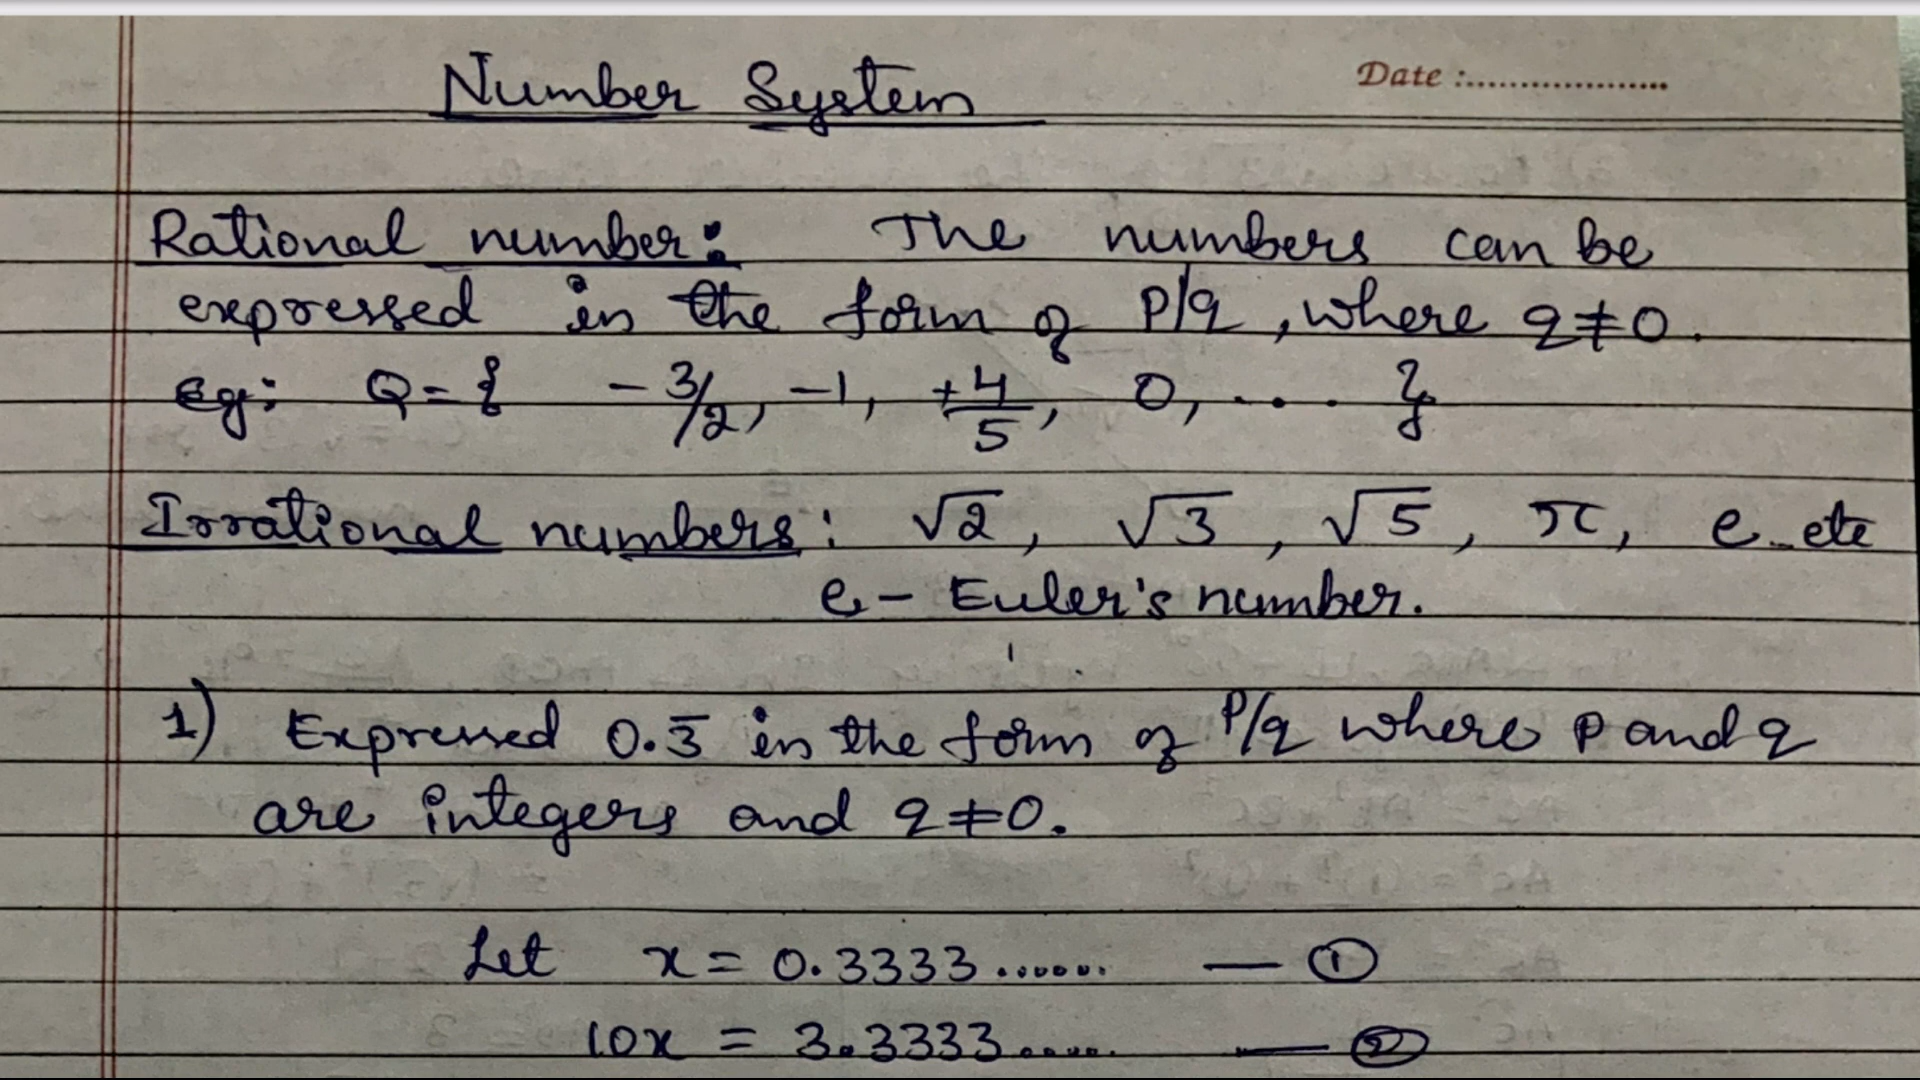 Number System
Date :....................
Rational number: The numbers can be
expressed in the form of p/q, where q≠0.
Eg: Q = { -3/2, -1, +4/5, 0, .... }
Irrational numbers: √2, √3, √5, π, e etc
e - Euler's number.
1) Expressed 0.3̅ in the form of P/q where p and q
are integers and q≠0.
Let x = 0.3333....... — ①
10x = 3.3333...... — ②